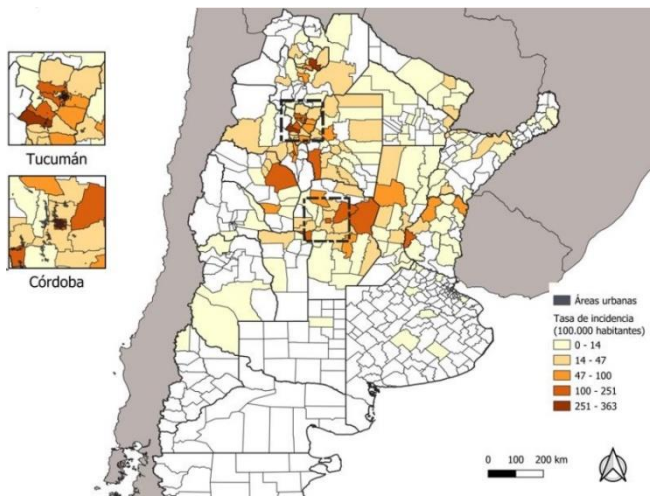 Tucumán
Córdoba
Áreas urbanas
Tasa de incidencia
(100.000 habitantes)
0 - 14
14 - 47
47 - 100
100 - 251
251 - 363
0 100 200 km